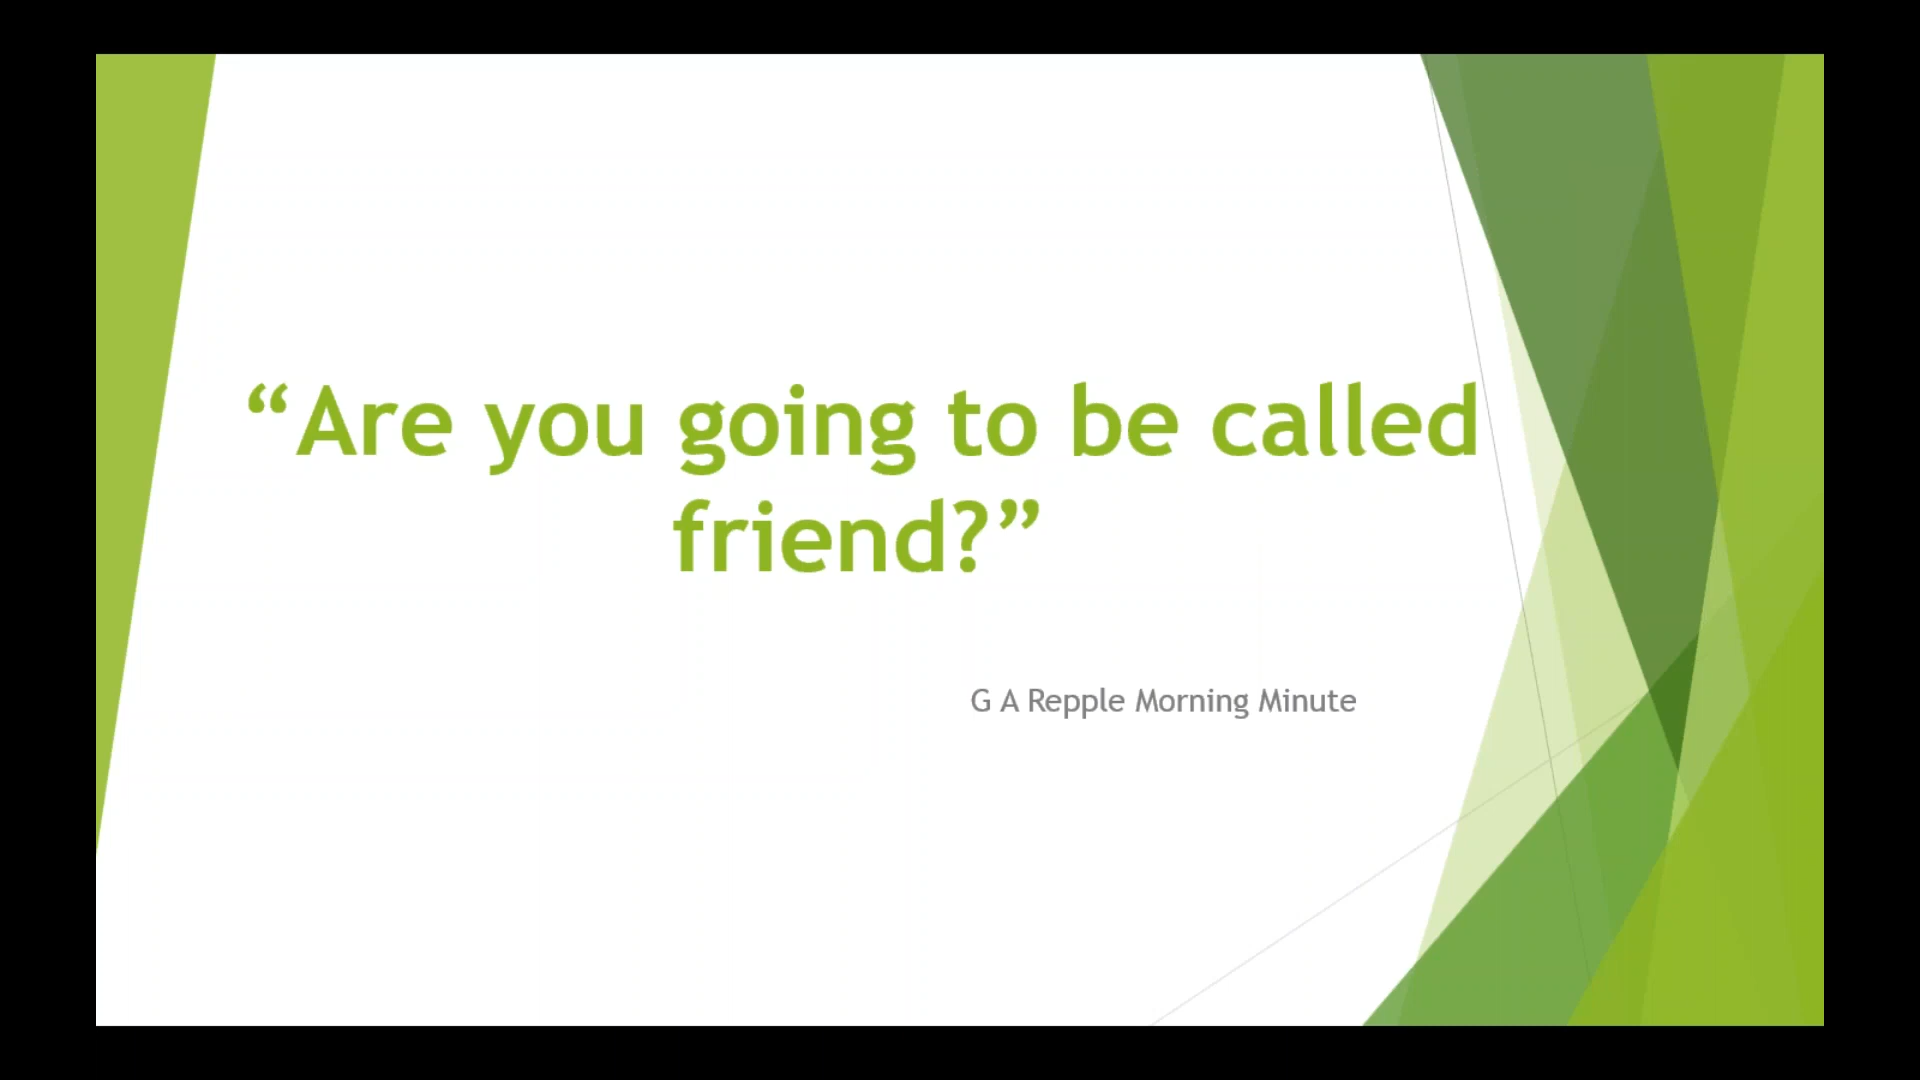 “Are you going to be called
friend?”
G A Repple Morning Minute